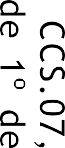 CCS.07,
de 1º de